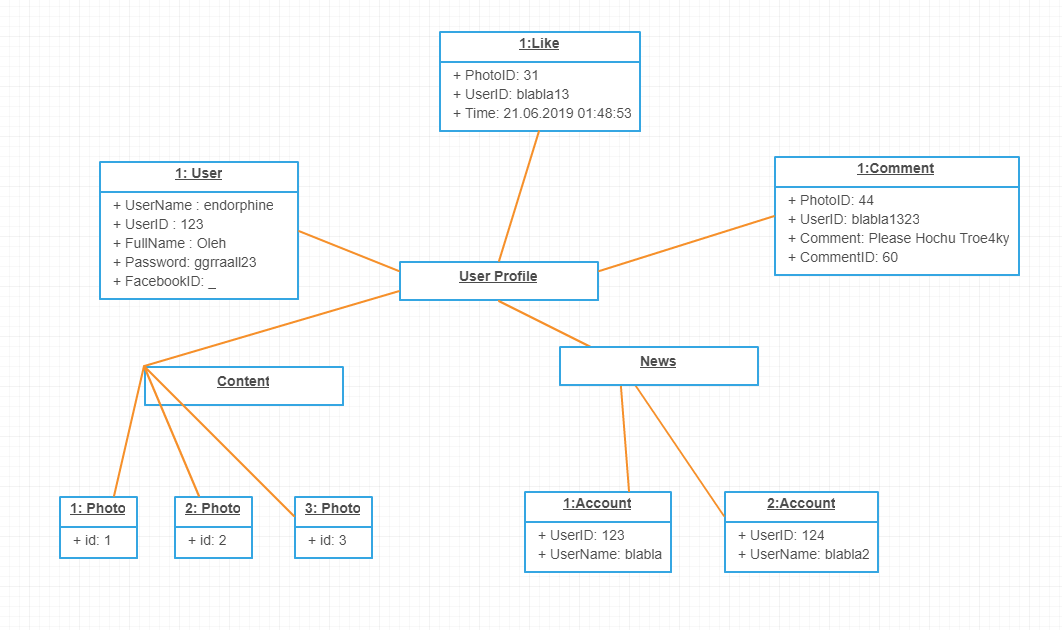 1:Like
+ PhotoID: 31
+ UserID: blabla13
+ Time: 21.06.2019 01:48:53
1: User
+ UserName : endorphine
+ UserID : 123
+ FullName : Oleh
+ Password: ggrraall23
+ FacebookID: _
1:Comment
+ PhotoID: 44
+ UserID: blabla1323
+ Comment: Please Hochu Troe4ky
+ CommentID: 60
User Profile
Content
News
1: Photo
+ id: 1
2: Photo
+ id: 2
3: Photo
+ id: 3
1:Account
+ UserID: 123
+ UserName: blabla
2:Account
+ UserID: 124
+ UserName: blabla2